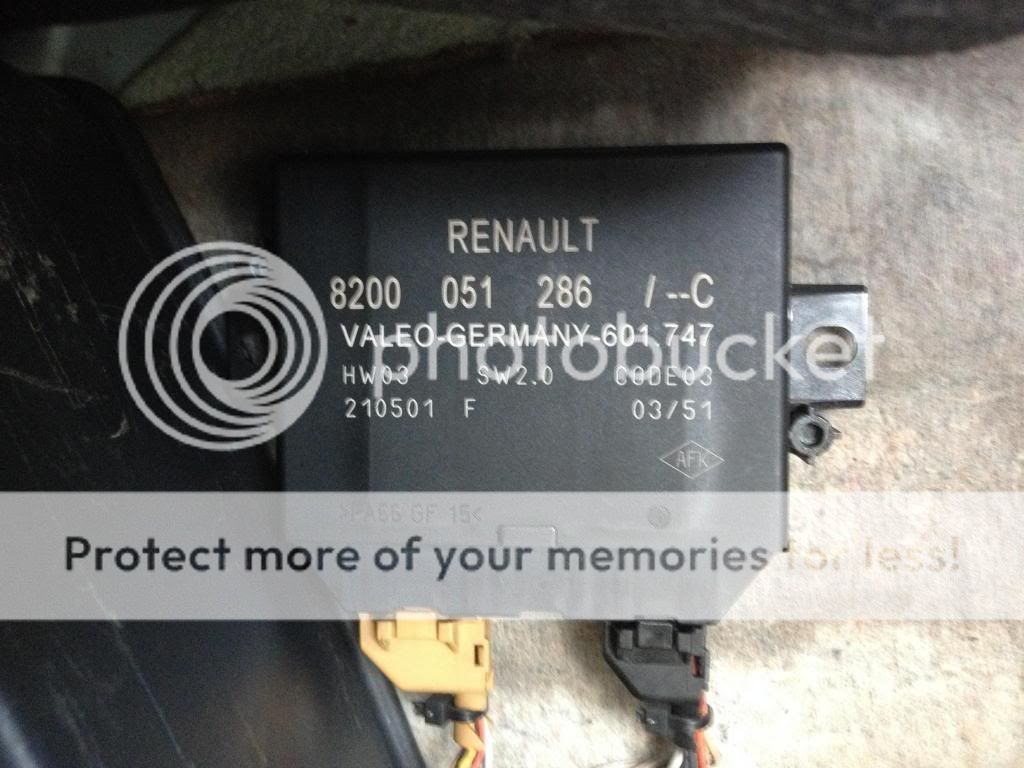 RENAULT
8200 051 286 /--C
VALEO-GERMANY-601.747
photobucket
HW03 SW2.0 CODE03
210501 F 03/51
AFK
>PA66 GF 15<
Protect more of your memories for less!